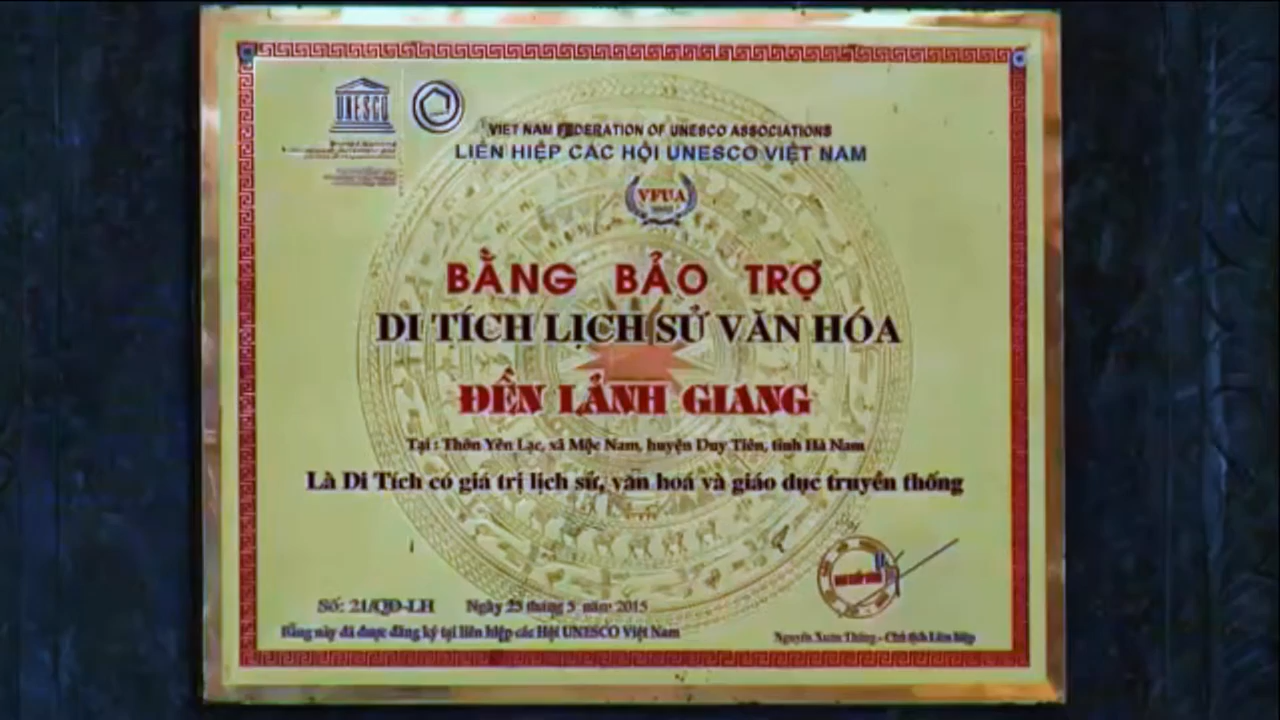 UNESCO
VIET NAM FEDERATION OF UNESCO ASSOCIATIONS
LIÊN HIỆP CÁC HỘI UNESCO VIỆT NAM
VFUA
BẰNG BẢO TRỢ
DI TÍCH LỊCH SỬ VĂN HÓA
ĐỀN LẢNH GIANG
Tại : Thôn Yên Lạc, xã Mộc Nam, huyện Duy Tiên, tỉnh Hà Nam
Là Di Tích có giá trị lịch sử, văn hoá và giáo dục truyền thống
Số: 21/QĐ-LH Ngày 25 tháng 5 năm 2015
Bằng này đã được đăng ký tại liên hiệp các Hội UNESCO Việt Nam
Nguyễn Xuân Thắng - Chủ tịch Liên hiệp